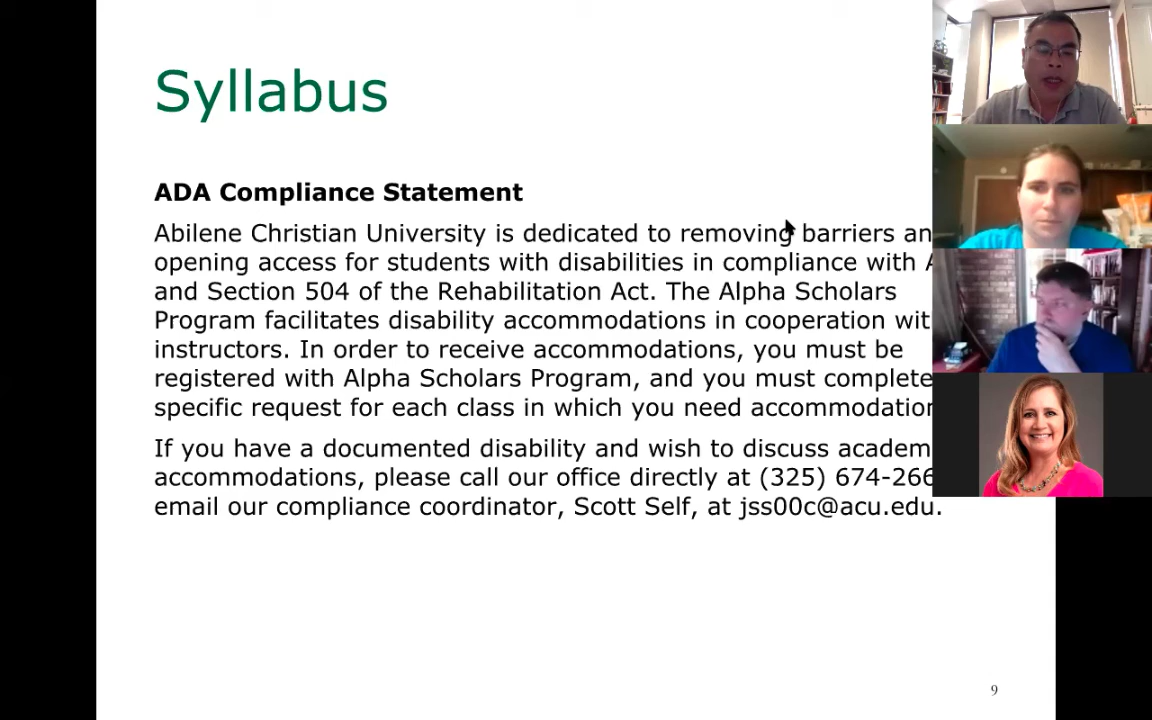 Syllabus
ADA Compliance Statement
Abilene Christian University is dedicated to removing barriers an
opening access for students with disabilities in compliance with A
and Section 504 of the Rehabilitation Act. The Alpha Scholars
Program facilitates disability accommodations in cooperation wit
instructors. In order to receive accommodations, you must be
registered with Alpha Scholars Program, and you must complete
specific request for each class in which you need accommodation
If you have a documented disability and wish to discuss academ
accommodations, please call our office directly at (325) 674-266
email our compliance coordinator, Scott Self, at jss00c@acu.edu.
9